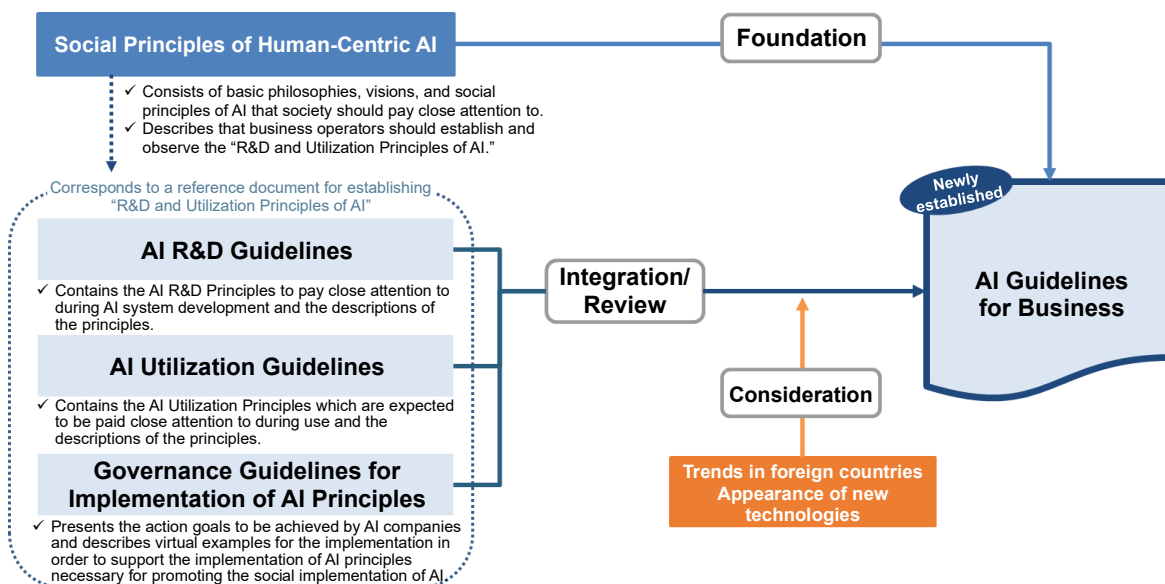 Social Principles of Human-Centric AI
Foundation
✓ Consists of basic philosophies, visions, and social
principles of AI that society should pay close attention to.
✓ Describes that business operators should establish and
observe the “R&D and Utilization Principles of AI.”
Corresponds to a reference document for establishing
“R&D and Utilization Principles of AI”
AI R&D Guidelines
✓ Contains the AI R&D Principles to pay close attention to
during AI system development and the descriptions of
the principles.
AI Utilization Guidelines
✓ Contains the AI Utilization Principles which are expected
to be paid close attention to during use and the
descriptions of the principles.
Governance Guidelines for
Implementation of AI Principles
✓ Presents the action goals to be achieved by AI companies
and describes virtual examples for the implementation in
order to support the implementation of AI principles
necessary for promoting the social implementation of AI.
Integration/
Review
Consideration
Trends in foreign countries
Appearance of new
technologies
Newly
established
AI Guidelines
for Business